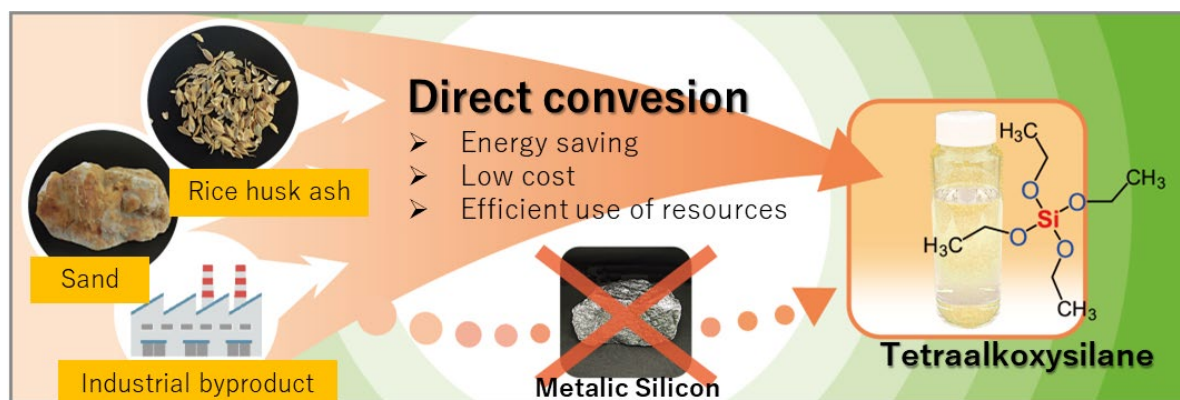 Direct convesion
Energy saving
Low cost
Efficient use of resources
Rice husk ash
Sand
Industrial byproduct
Metalic Silicon
H₃C
CH₃
O
O
Si
H₃C
O
O
CH₃
Tetraalkoxysilane